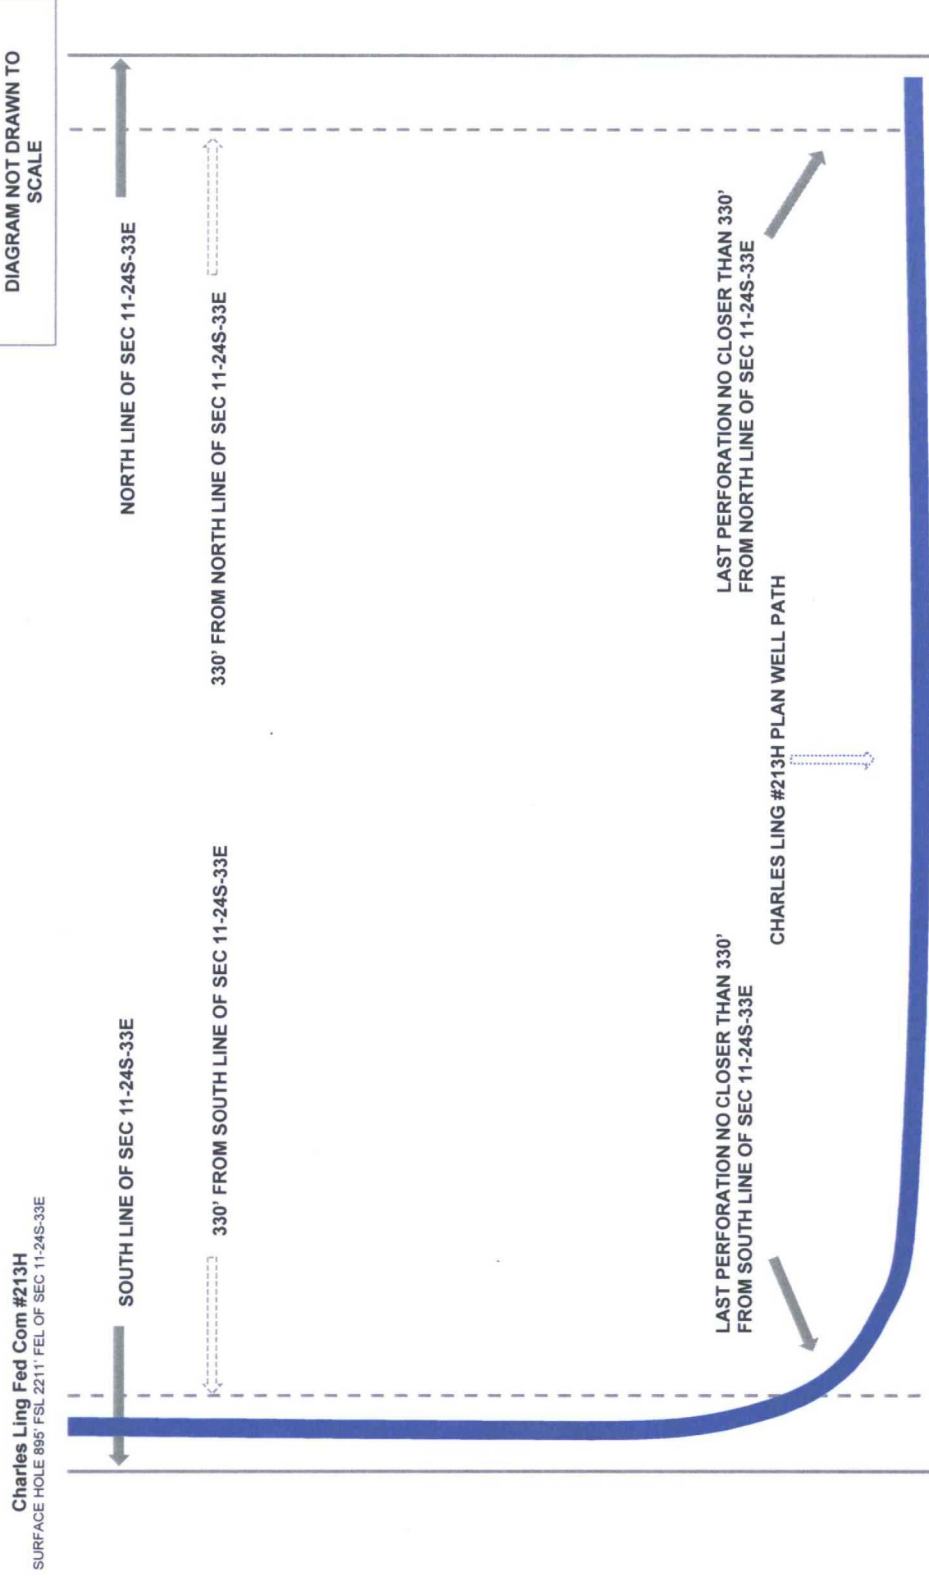 Charles Ling Fed Com #213H
SURFACE HOLE 895' FSL 2211' FEL OF SEC 11-24S-33E
DIAGRAM NOT DRAWN TO
SCALE
SOUTH LINE OF SEC 11-24S-33E
NORTH LINE OF SEC 11-24S-33E
330' FROM SOUTH LINE OF SEC 11-24S-33E
330' FROM NORTH LINE OF SEC 11-24S-33E
LAST PERFORATION NO CLOSER THAN 330'
FROM SOUTH LINE OF SEC 11-24S-33E
LAST PERFORATION NO CLOSER THAN 330'
FROM NORTH LINE OF SEC 11-24S-33E
CHARLES LING #213H PLAN WELL PATH